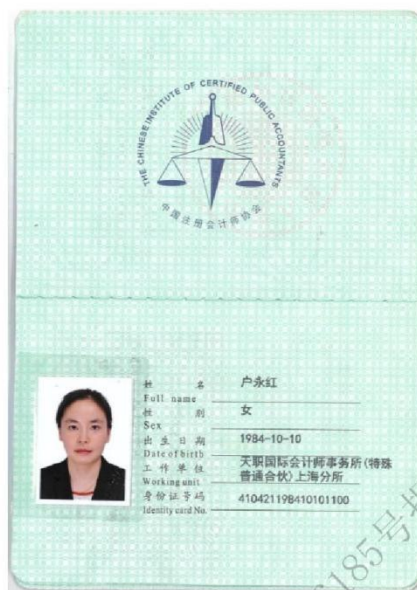 THE CHINESE INSTITUTE OF CERTIFIED PUBLIC ACCOUNTANTS
中国注册会计师协会
姓 名 户永红
Full name
性 别 女
Sex
出生日期 1984-10-10
Date of birth
工作单位 天职国际会计师事务所(特殊
Working unit 普通合伙)上海分所
身份证号码 410421198410101100
Identity card No.
6185号